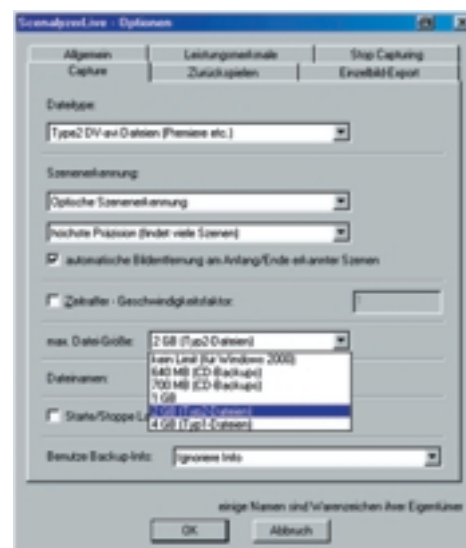 ScenalyzerLive - Optionen
Allgemein
Leistungsmerkmale
Stop Capturing
Capture
Zurückspielen
Einzelbild-Export
Dateitype:
Type2 DV-avi Dateien (Premiere etc.)
Szenenerkennung:
Optische Szenenerkennung
höchste Präzision (findet viele Szenen)
automatische Bildentfernung am Anfang/Ende erkannter Szenen
Zeitraffer - Geschwindigkeitsfaktor:
1
max. Datei-Größe:
2 GB (Typ2-Dateien)
kein Limit (für Windows 2000)
640 MB (CD-Backups)
700 MB (CD-Backups)
1 GB
Dateinamen:
2 GB (Typ2-Dateien)
Starte/Stoppe
4 GB (Typ1-Dateien)
Benutze Backup-Info:
Ignoriere Info
einige Namen sind Warenzeichen ihrer Eigentümer
OK
Abbruch